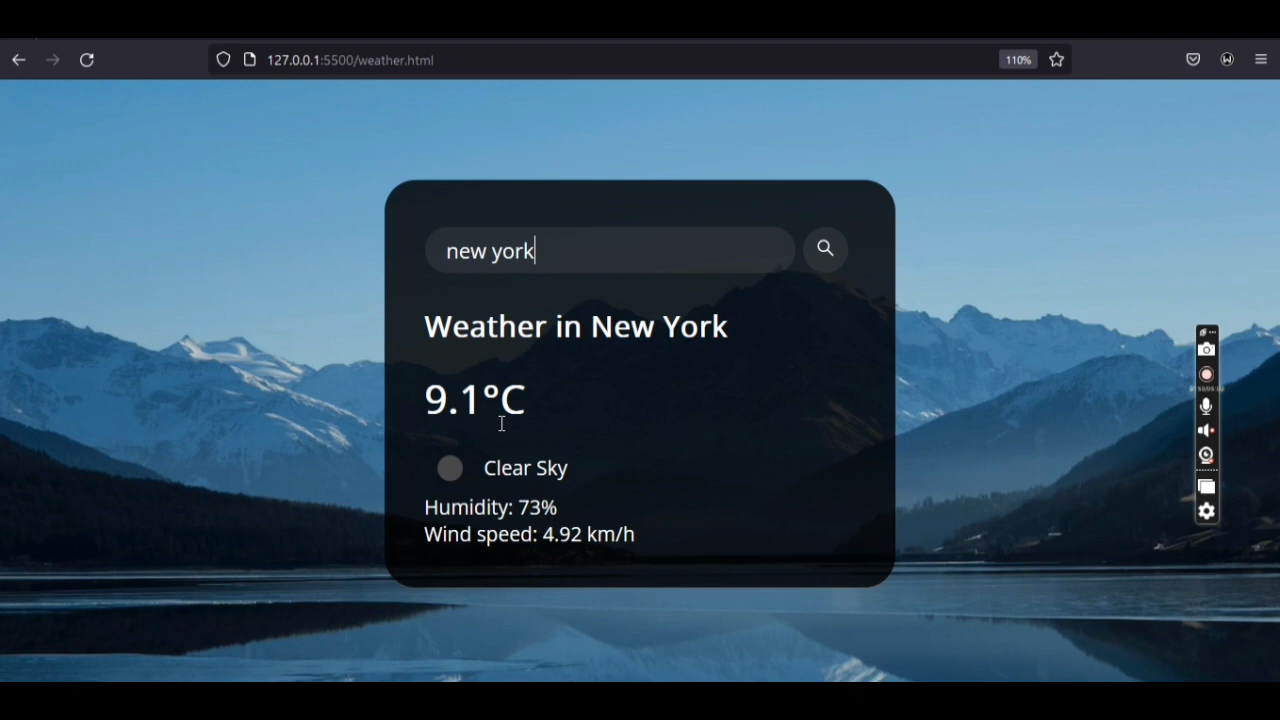 127.0.0.1:5500/weather.html
110%
new york
Weather in New York
9.1°C
Clear Sky
Humidity: 73%
Wind speed: 4.92 km/h